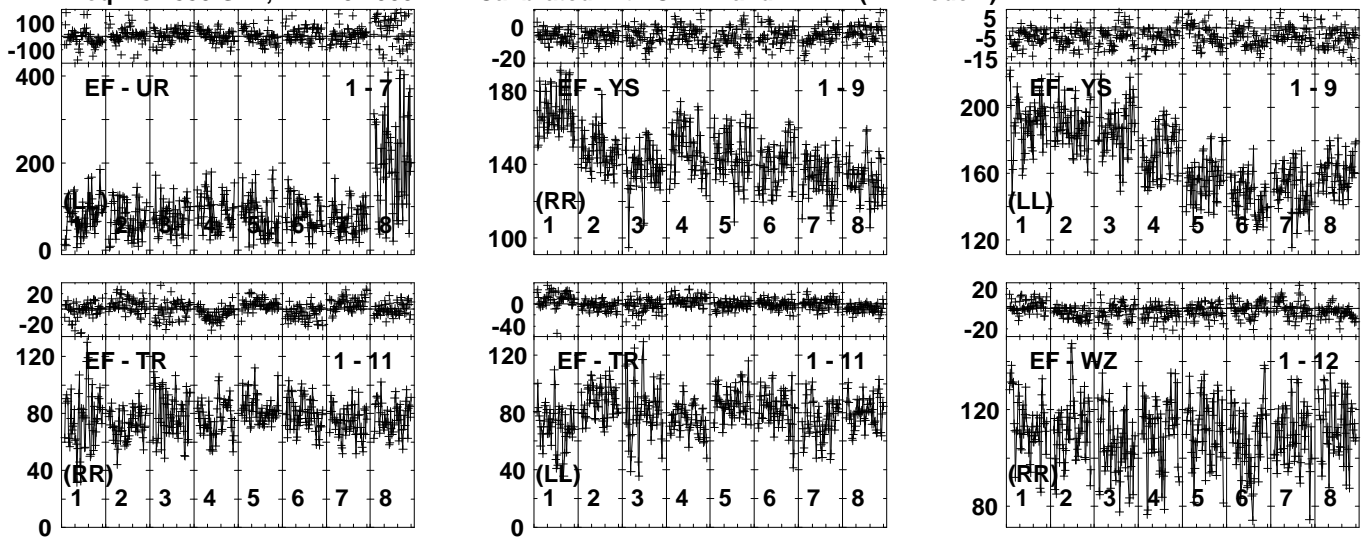 100
-100
400
200
0
EF - UR 1 - 7
(LL)
1 2 3 4 5 6 7 8
0
-20
180
140
100
EF - YS 1 - 9
(RR)
1 2 3 4 5 6 7 8
5
-5
-15
200
160
120
EF - YS 1 - 9
(LL)
1 2 3 4 5 6 7 8
20
-20
120
80
40
0
EF - TR 1 - 11
(RR)
1 2 3 4 5 6 7 8
0
-40
120
80
40
0
EF - TR 1 - 11
(LL)
1 2 3 4 5 6 7 8
20
-20
120
80
EF - WZ 1 - 12
(RR)
1 2 3 4 5 6 7 8